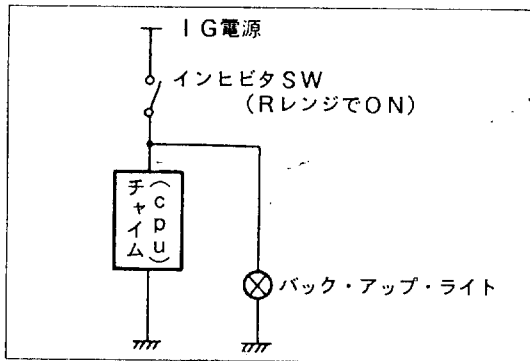 IG電源
インヒビタSW
(RレンジでON)
チャイム
(cpu)
バック・アップ・ライト